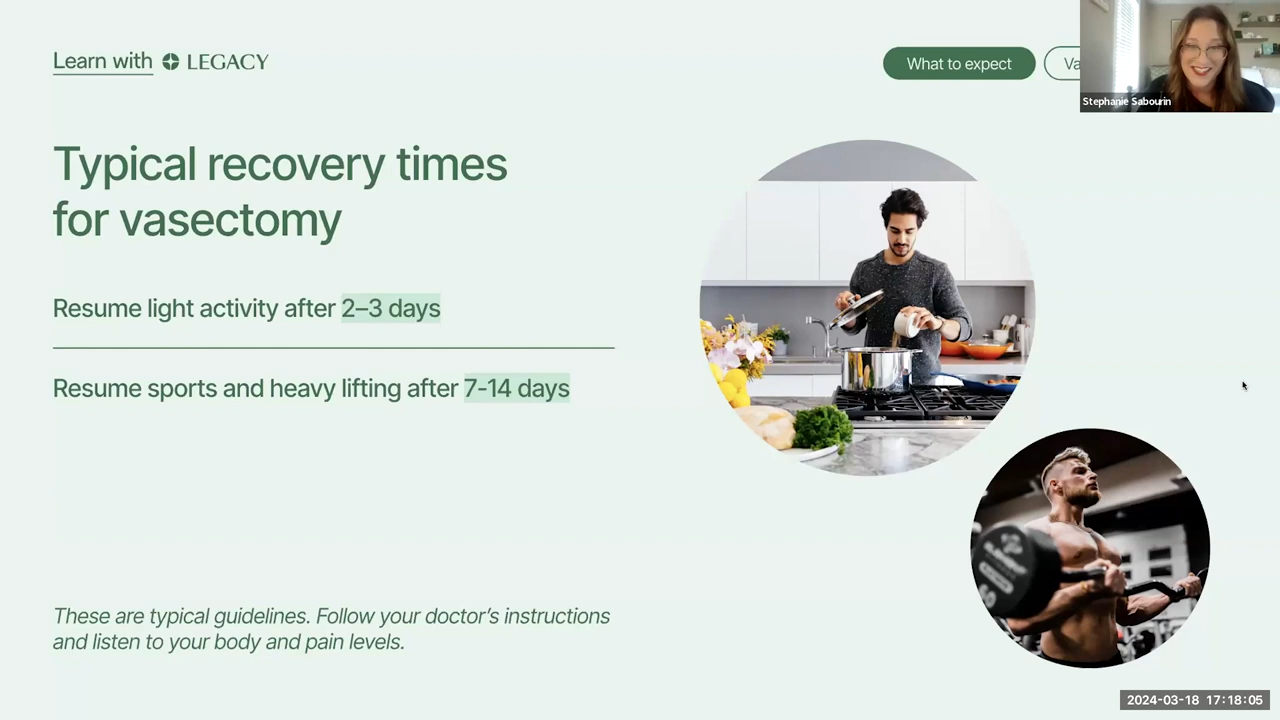 Learn with LEGACY
What to expect
Va
Stephanie Sabourin
Typical recovery times
for vasectomy
Resume light activity after 2–3 days
Resume sports and heavy lifting after 7-14 days
These are typical guidelines. Follow your doctor’s instructions
and listen to your body and pain levels.
2024-03-18 17:18:05